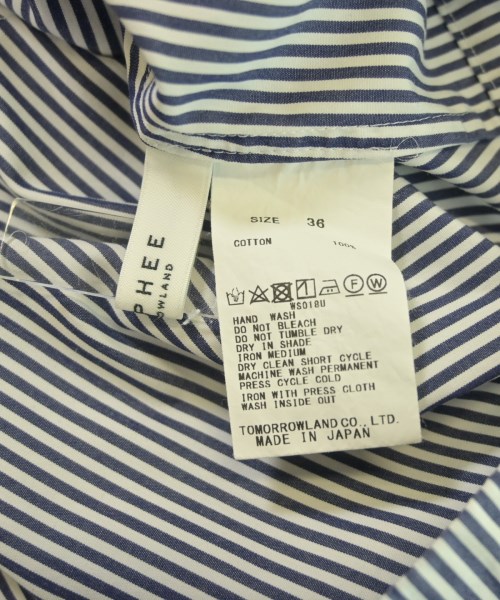 PHEE
OWLAND
SIZE 36
COTTON 100%
F W
WS018U
HAND WASH
DO NOT BLEACH
DO NOT TUMBLE DRY
DRY IN SHADE
IRON MEDIUM
DRY CLEAN SHORT CYCLE
MACHINE WASH PERMANENT
PRESS CYCLE COLD
IRON WITH PRESS CLOTH
WASH INSIDE OUT
TOMORROWLAND CO., LTD.
MADE IN JAPAN